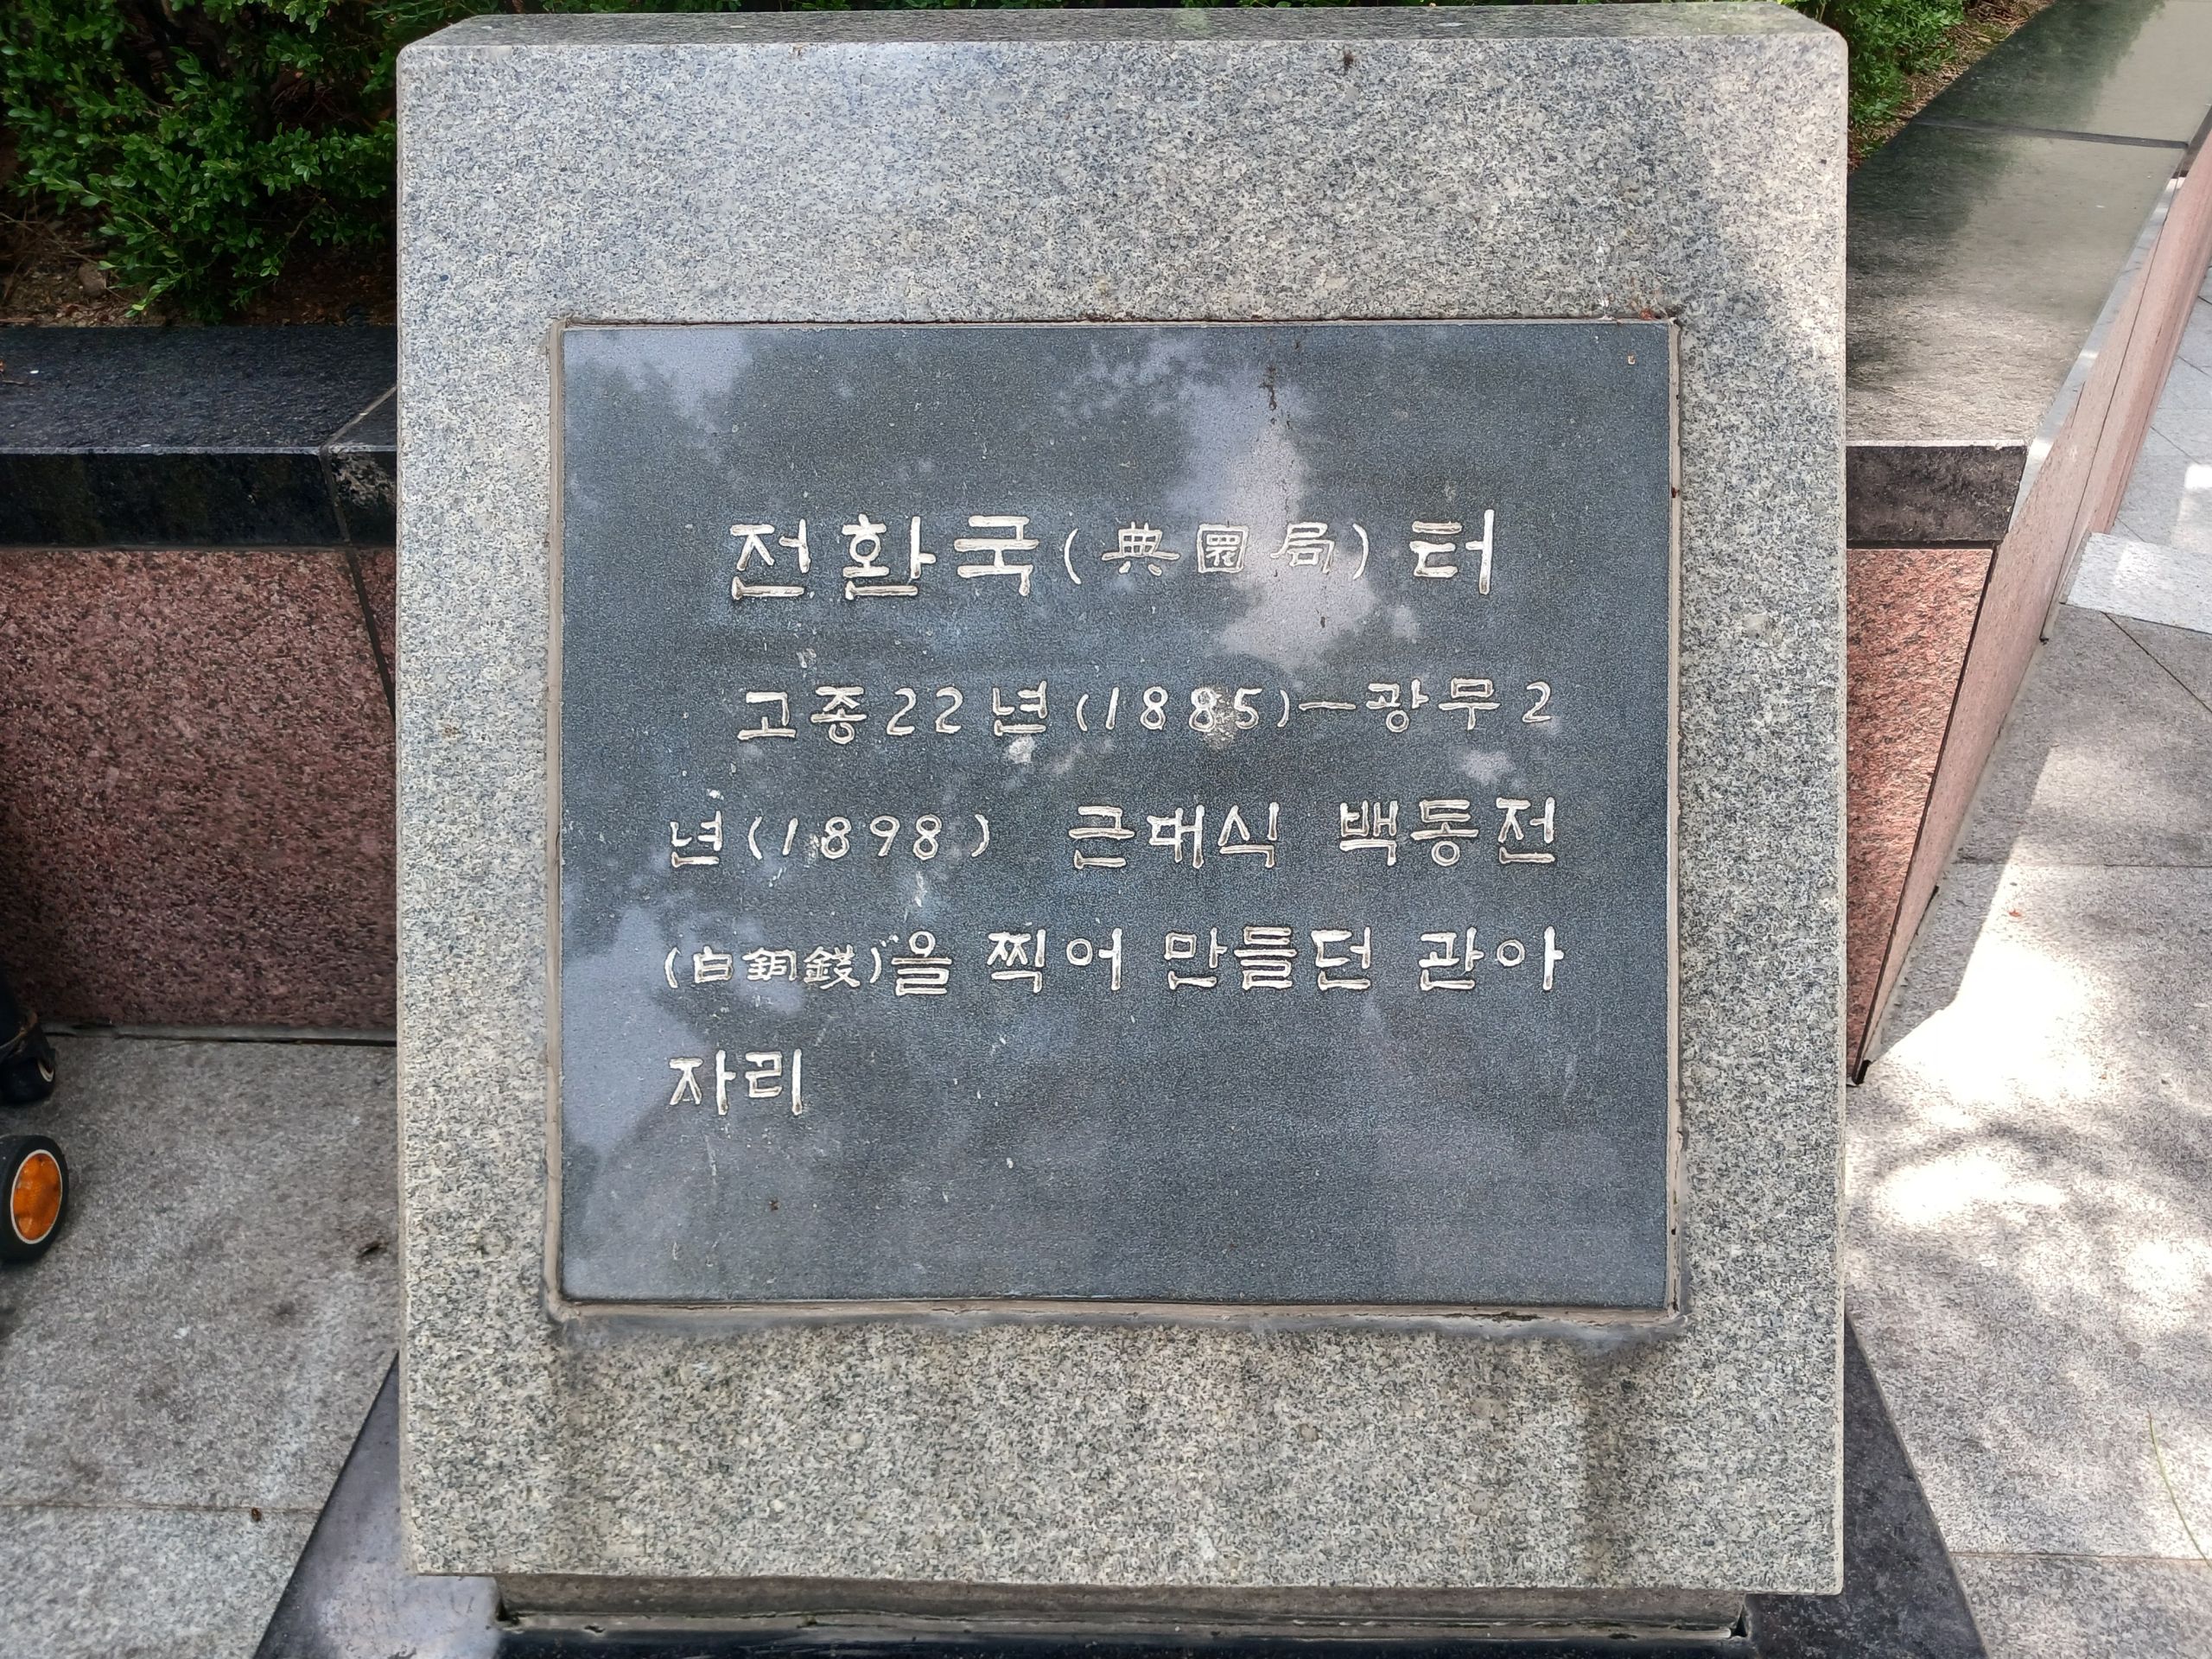 전환국(典圜局)터
고종22년(1885)-광무2
년(1898) 근대식 백동전
(白銅錢)을 찍어 만들던 관아
자리